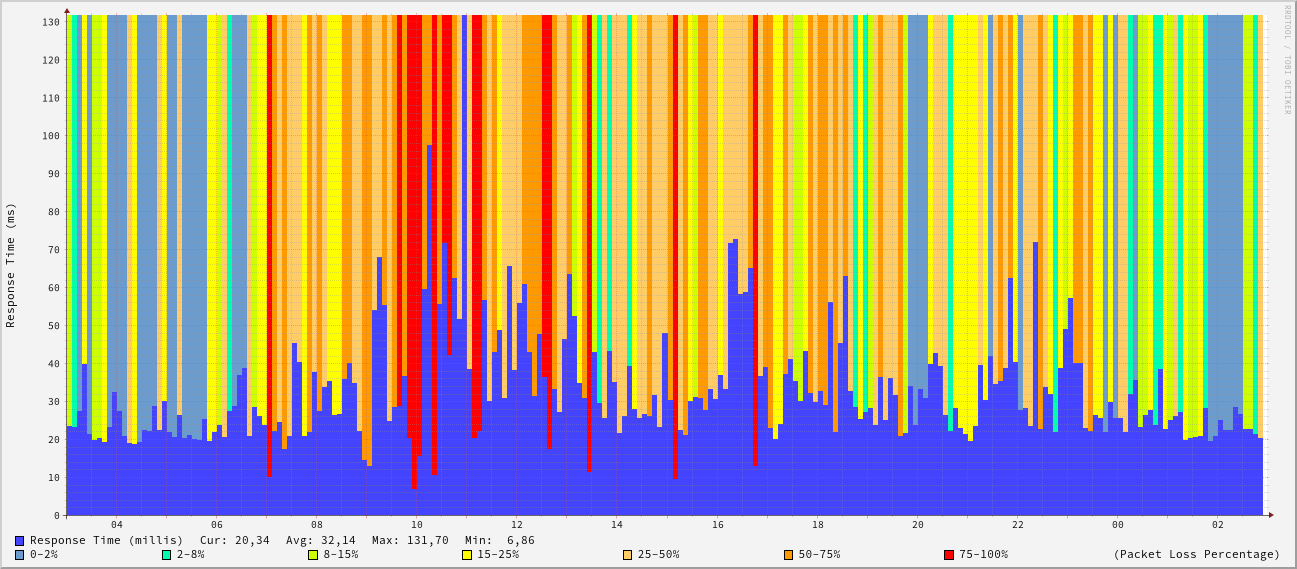 RRDTOOL / TOBI OETIKER
Response Time (ms)
130
120
110
100
90
80
70
60
50
40
30
20
10
0
04 06 08 10 12 14 16 18 20 22 00 02
Response Time (millis) Cur: 20,34 Avg: 32,14 Max: 131,70 Min: 6,86
0-2% 2-8% 8-15% 15-25% 25-50% 50-75% 75-100% (Packet Loss Percentage)